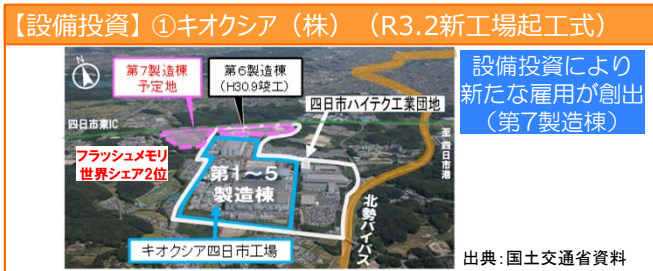 【設備投資】①キオクシア（株）（R3.2新工場起工式）
N
第7製造棟
予定地
第6製造棟
（H30.9竣工）
四日市ハイテク工業団地
四日市東IC
至 四日市港
フラッシュメモリ
世界シェア2位
第1～5
製造棟
北勢バイパス
キオクシア四日市工場
設備投資により
新たな雇用が創出
（第7製造棟）
出典：国土交通省資料